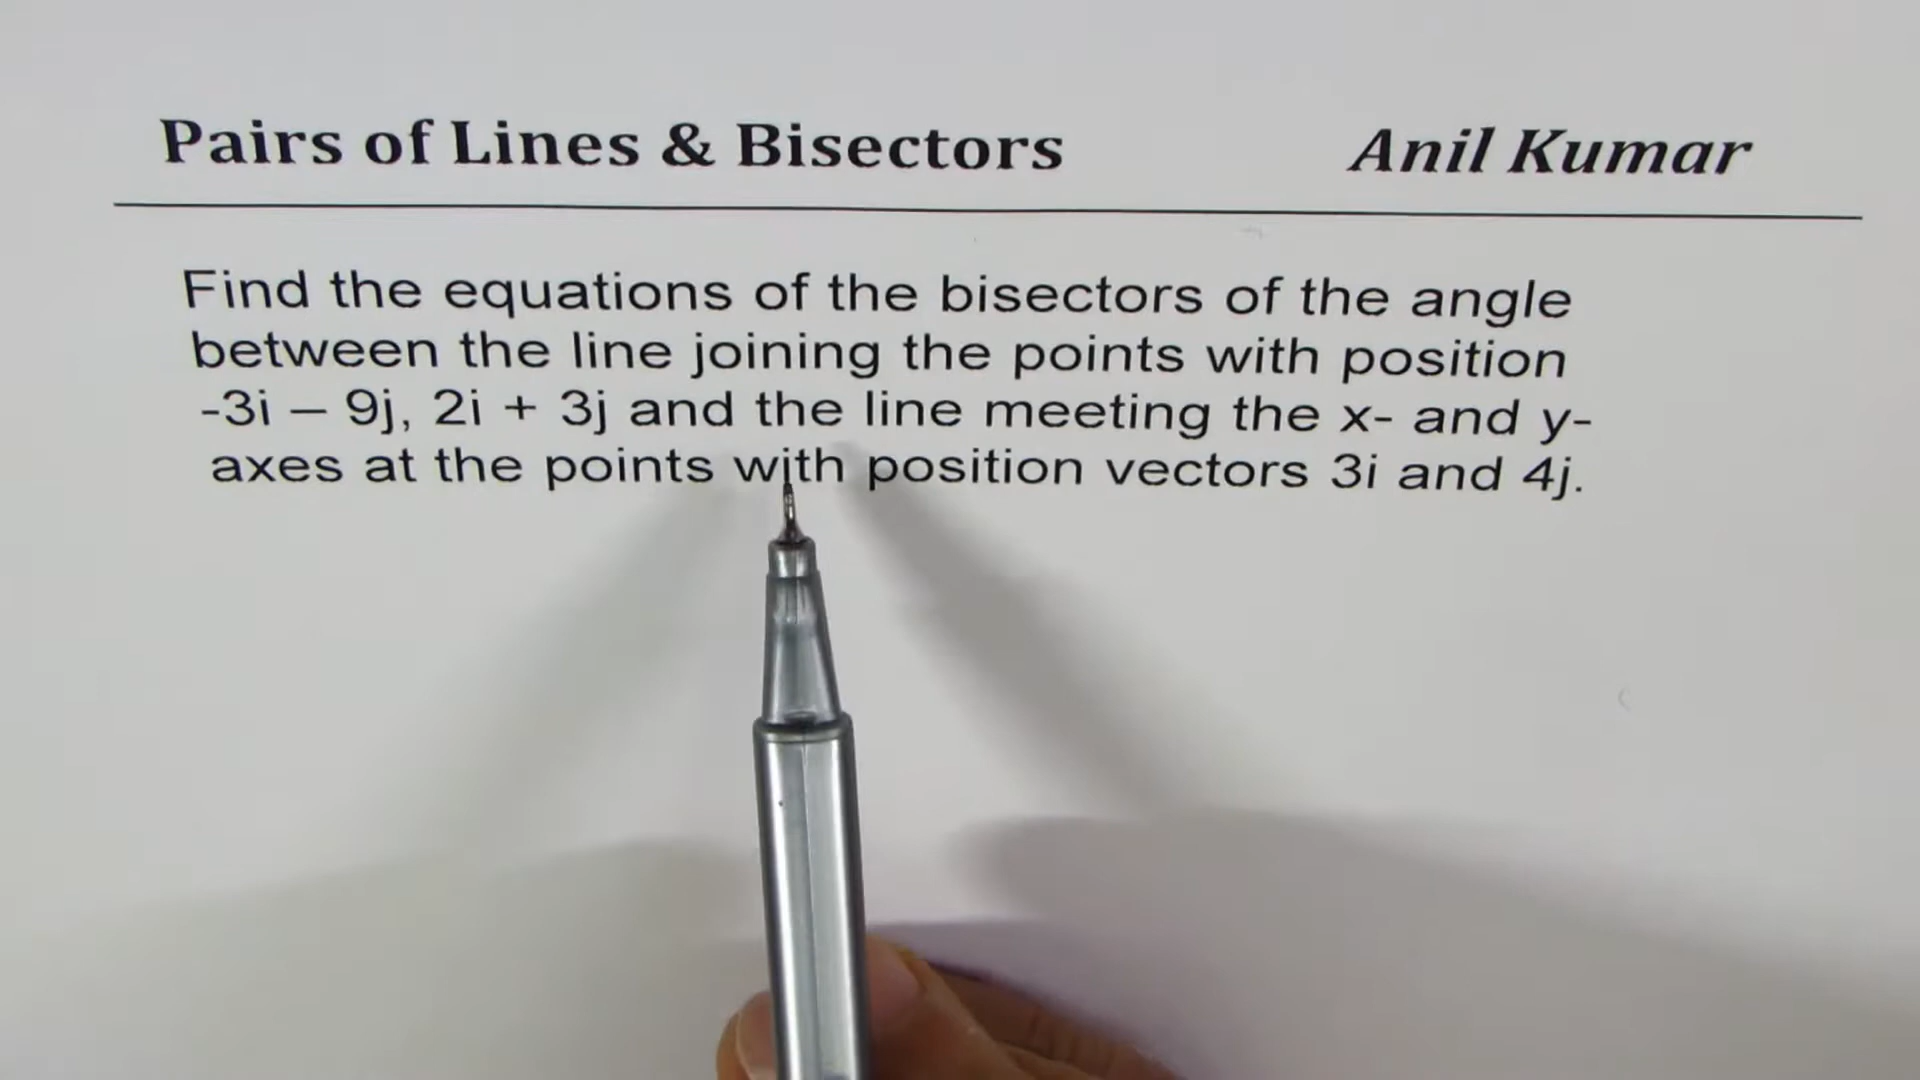 Pairs of Lines & Bisectors
Anil Kumar
Find the equations of the bisectors of the angle
between the line joining the points with position
-3i – 9j, 2i + 3j and the line meeting the x- and y-
axes at the points with position vectors 3i and 4j.